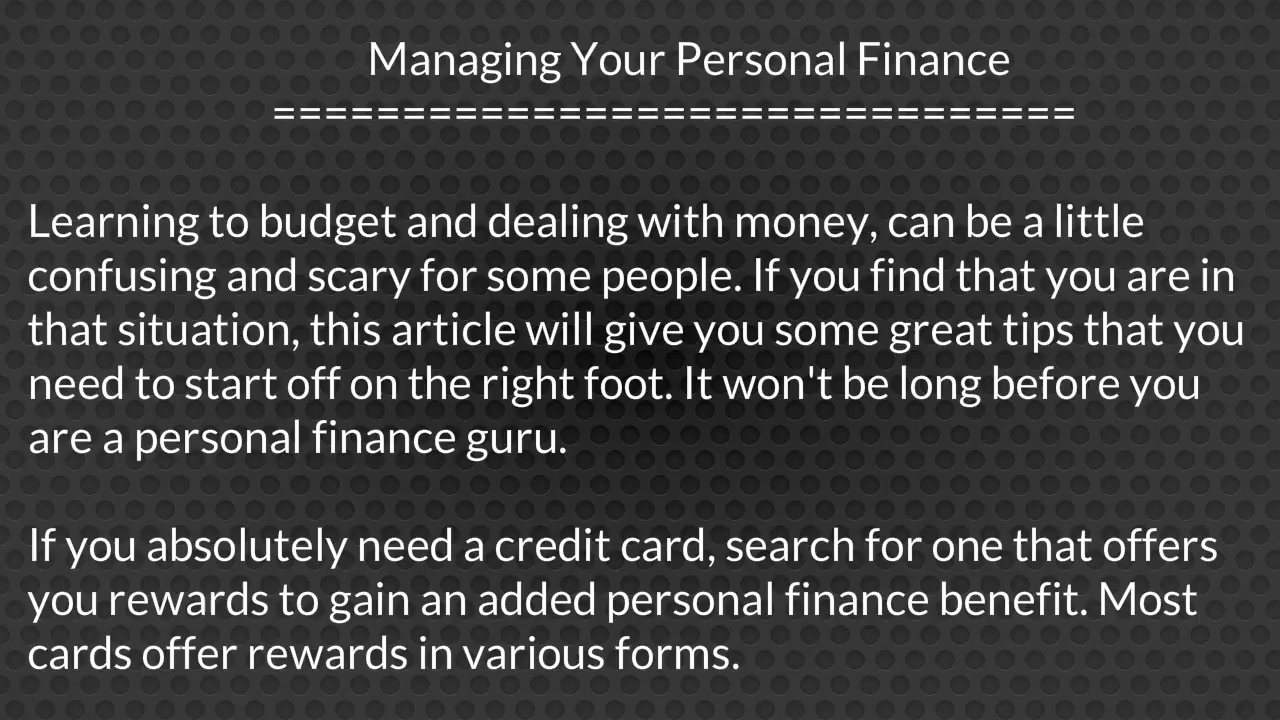 Managing Your Personal Finance
===============================
Learning to budget and dealing with money, can be a little
confusing and scary for some people. If you find that you are in
that situation, this article will give you some great tips that you
need to start off on the right foot. It won't be long before you
are a personal finance guru.
If you absolutely need a credit card, search for one that offers
you rewards to gain an added personal finance benefit. Most
cards offer rewards in various forms.